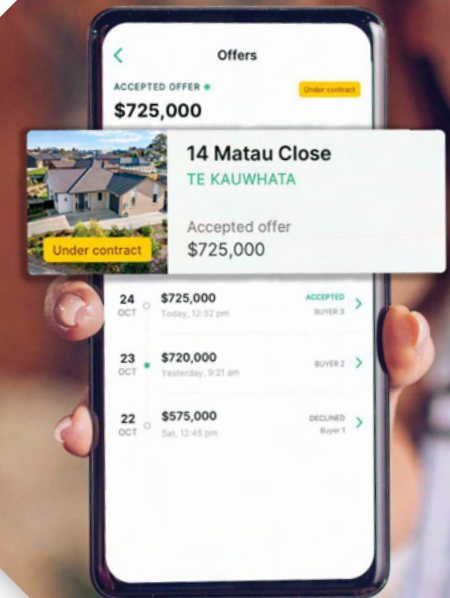 Offers
ACCEPTED OFFER
Under contract
$725,000
14 Matau Close
TE KAUWHATA
Accepted offer
$725,000
Under contract
24 OCT
$725,000
Today, 12:32 pm
ACCEPTED
BUYER 3
23 OCT
$720,000
Yesterday, 9:21 am
BUYER 2
22 OCT
$575,000
Sat, 12:45 pm
DECLINED
Buyer 1